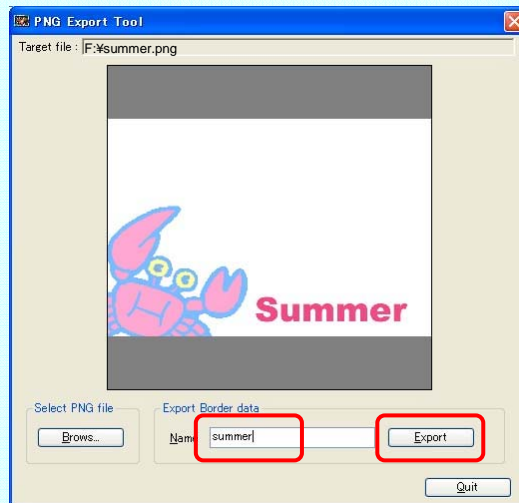 PNG Export Tool
Target file : F:¥summer.png
Summer
Select PNG file
Brows...
Export Border data
Name summer
Export
Quit